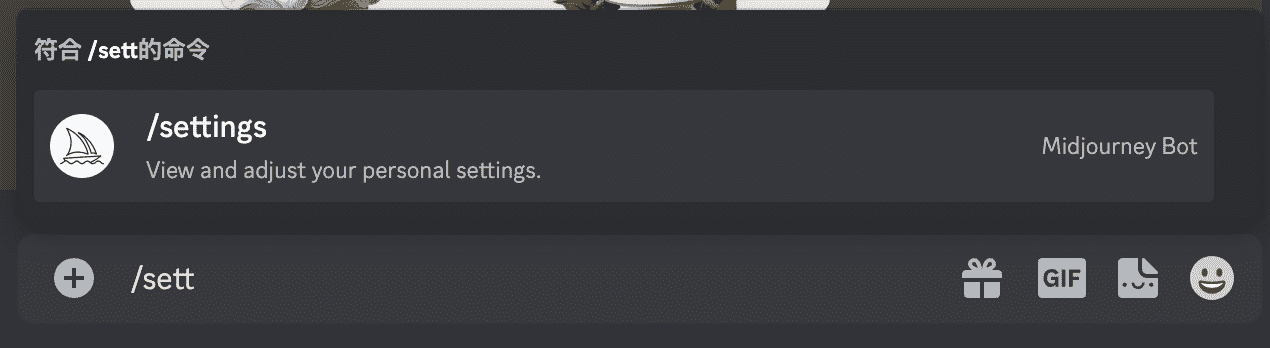 符合 /sett的命令
/settings
View and adjust your personal settings.
Midjourney Bot
/sett
GIF